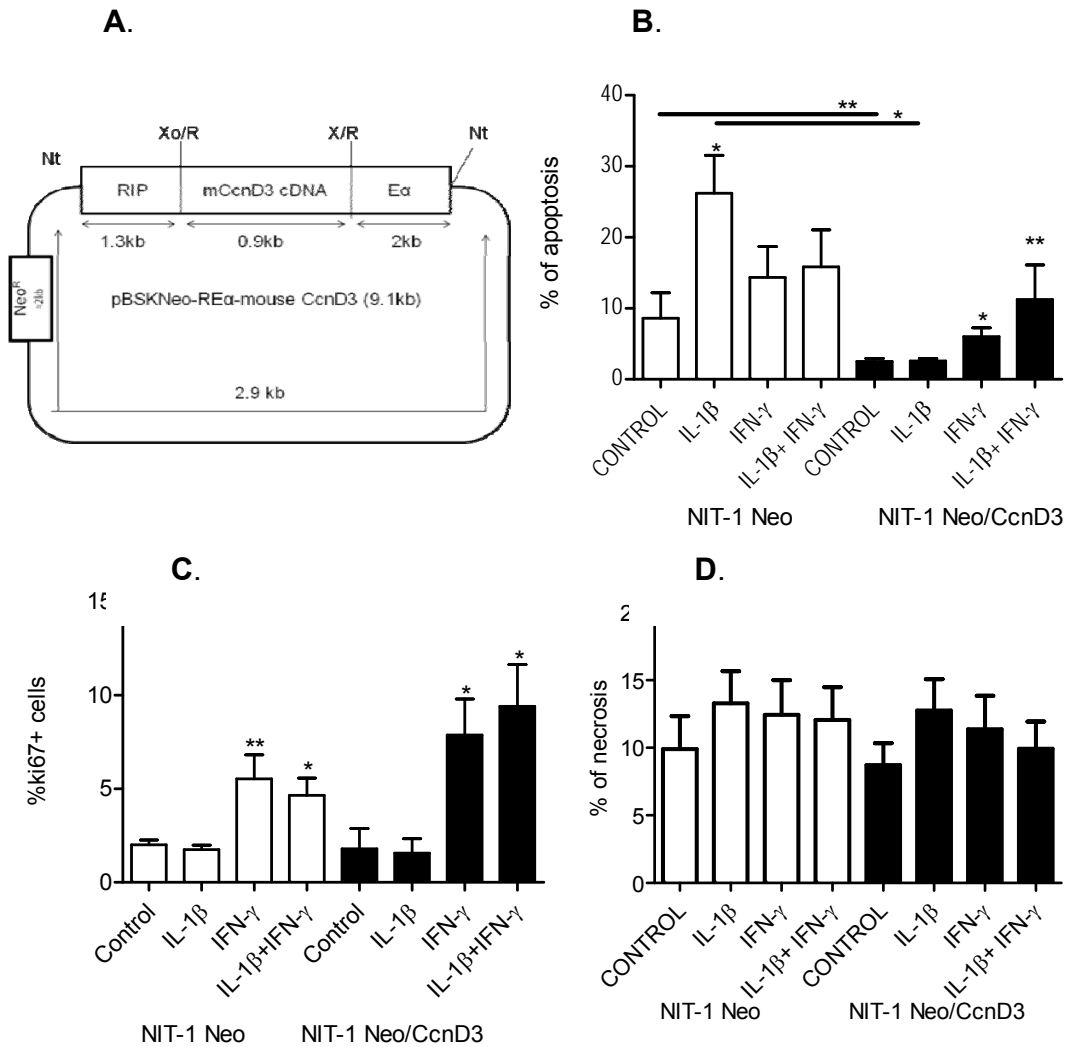 A.
Xo/R X/R Nt
Nt
RIP mCcnD3 cDNA Eα
1.3kb 0.9kb 2kb
NeoR
≈2kb
pBSKNeo-REα-mouse CcnD3 (9.1kb)
2.9 kb
B.
% of apoptosis
40
30
20
10
0
** *
* * **
CONTROL IL-1β IFN-γ IL-1β+ IFN-γ CONTROL IL-1β IFN-γ IL-1β+ IFN-γ
NIT-1 Neo NIT-1 Neo/CcnD3
C.
%ki67+ cells
15
10
5
0
** * * *
Control IL-1β IFN-γ IL-1β+IFN-γ Control IL-1β IFN-γ IL-1β+IFN-γ
NIT-1 Neo NIT-1 Neo/CcnD3
D.
% of necrosis
2
15
10
5
0
CONTROL IL-1β IFN-γ IL-1β+ IFN-γ CONTROL IL-1β IFN-γ IL-1β+ IFN-γ
NIT-1 Neo NIT-1 Neo/CcnD3